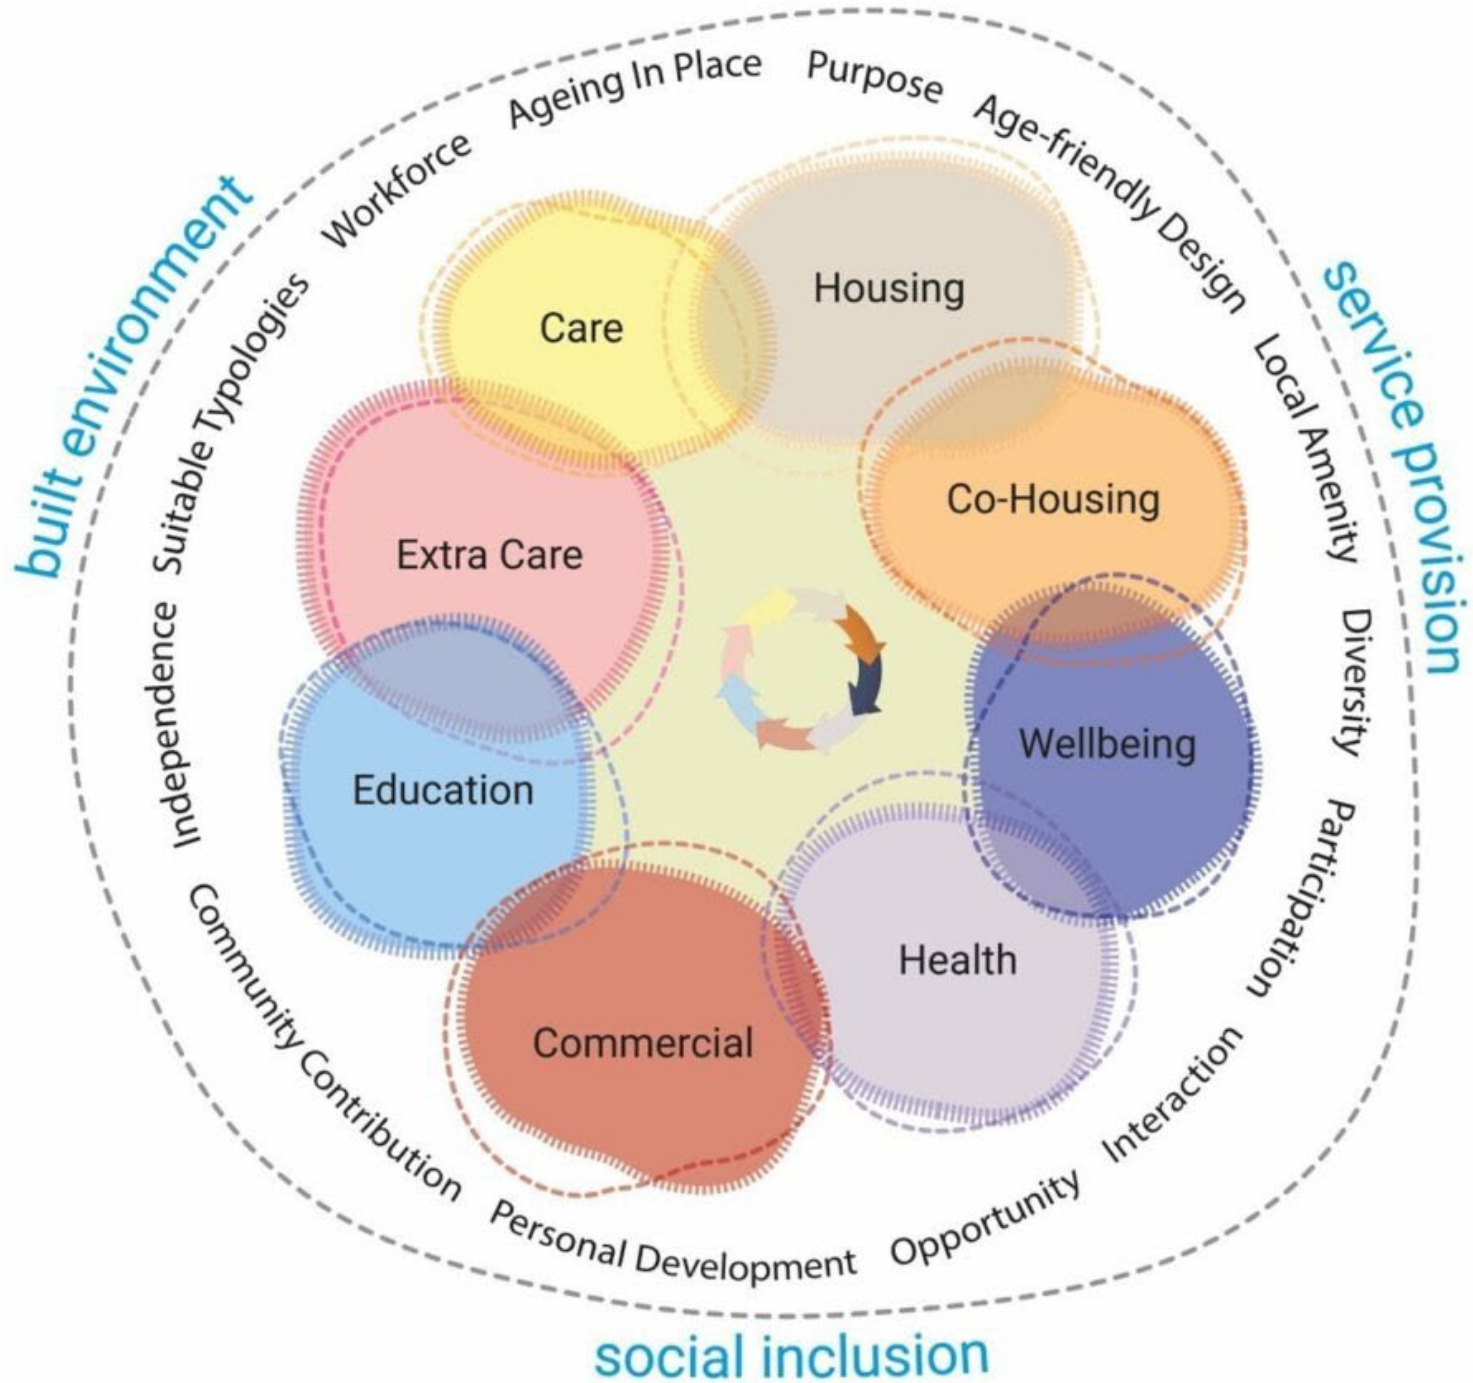 built environment
service provision
social inclusion
Ageing In Place
Purpose
Age-friendly Design
Local Amenity
Diversity
Participation
Interaction
Opportunity
Personal Development
Community Contribution
Independence
Suitable Typologies
Workforce
Care
Housing
Co-Housing
Wellbeing
Health
Commercial
Education
Extra Care